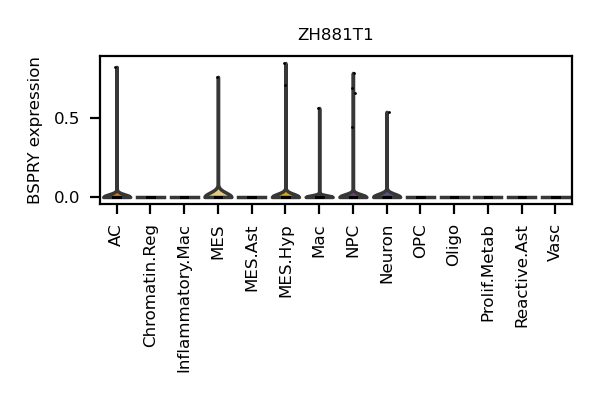 ZH881T1
BSPRY expression
0.5
0.0
AC
Chromatin.Reg
Inflammatory.Mac
MES
MES.Ast
MES.Hyp
Mac
NPC
Neuron
OPC
Oligo
Prolif.Metab
Reactive.Ast
Vasc